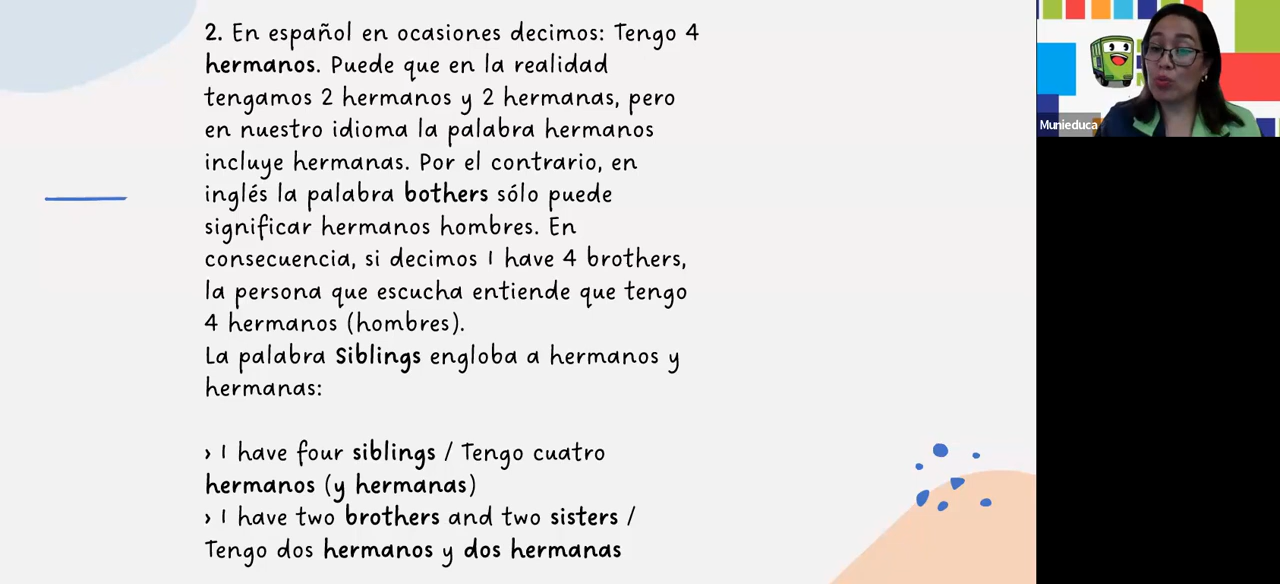 2. En español en ocasiones decimos: Tengo 4
hermanos. Puede que en la realidad
tengamos 2 hermanos y 2 hermanas, pero
en nuestro idioma la palabra hermanos
incluye hermanas. Por el contrario, en
inglés la palabra bothers sólo puede
significar hermanos hombres. En
consecuencia, si decimos I have 4 brothers,
la persona que escucha entiende que tengo
4 hermanos (hombres).
La palabra Siblings engloba a hermanos y
hermanas:
› I have four siblings / Tengo cuatro
hermanos (y hermanas)
› I have two brothers and two sisters /
Tengo dos hermanos y dos hermanas
Munieduca